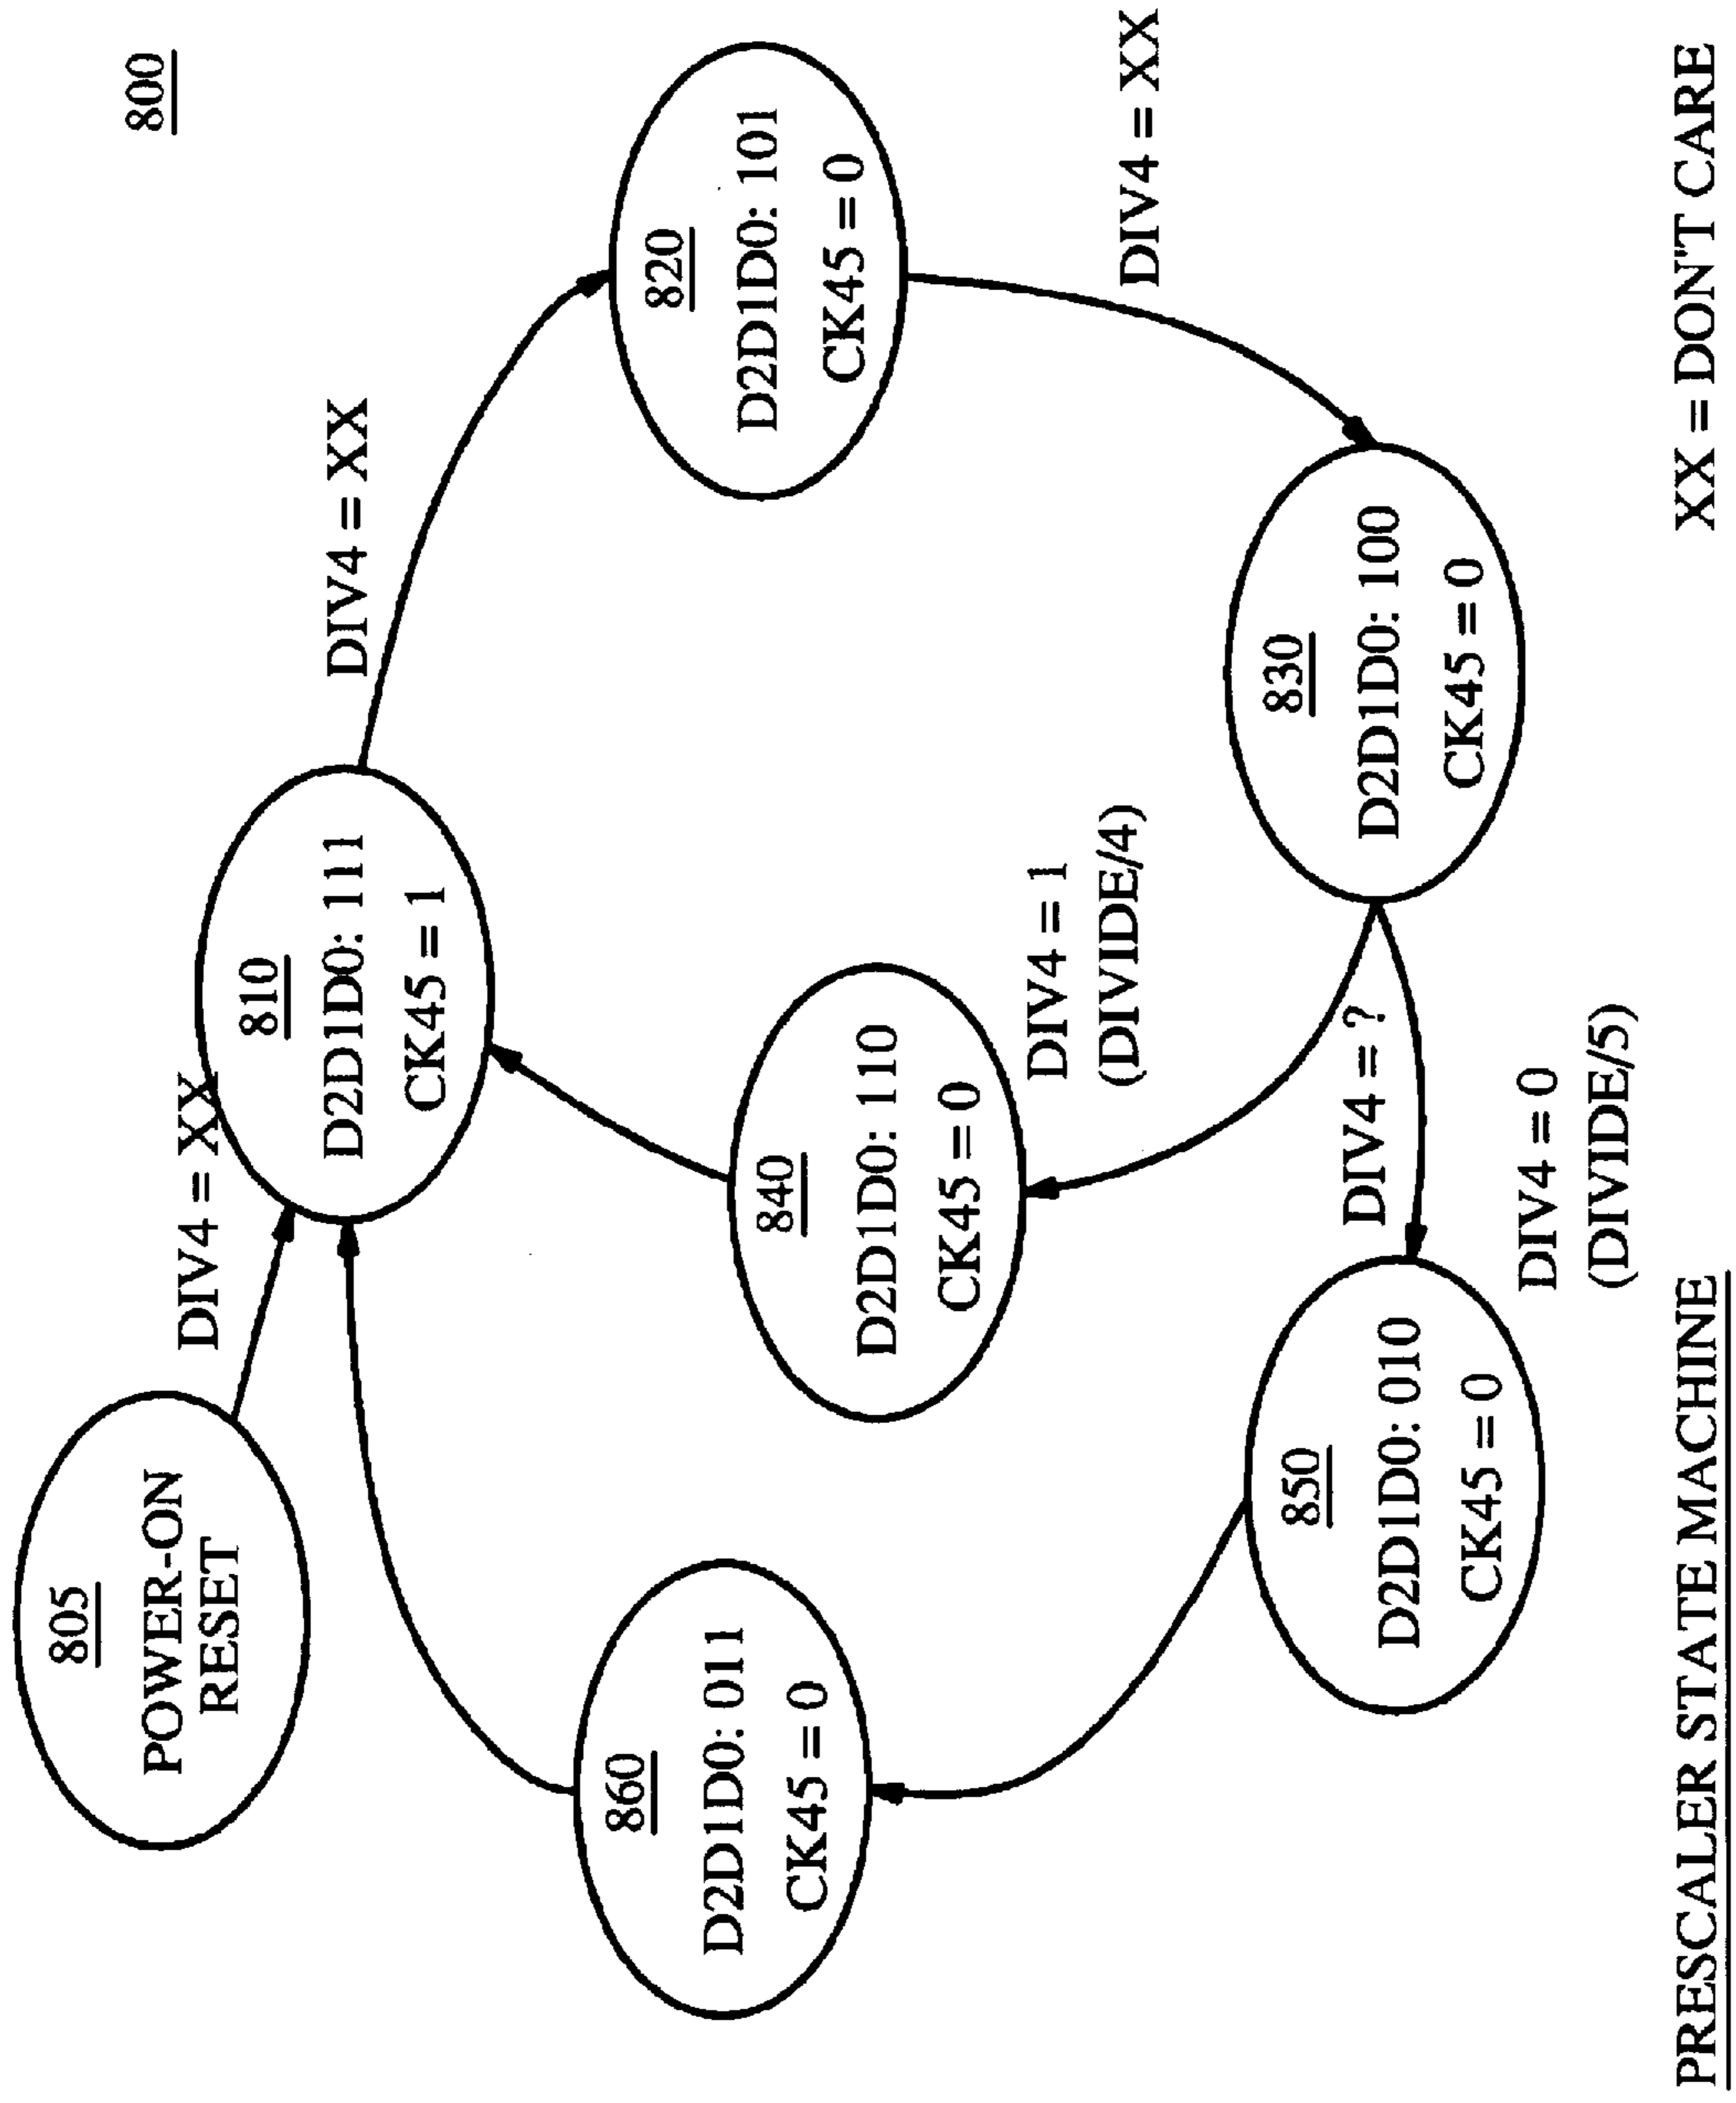 800
805
POWER-ON
RESET
DIV4 = XX
810
D2D1D0: 111
CK45 = 1
DIV4 = XX
820
D2D1D0: 101
CK45 = 0
DIV4 = XX
830
D2D1D0: 100
CK45 = 0
DIV4 = 1
(DIVIDE/4)
840
D2D1D0: 110
CK45 = 0
DIV4 = ?
DIV4 = 0
(DIVIDE/5)
850
D2D1D0: 010
CK45 = 0
860
D2D1D0: 011
CK45 = 0
PRESCALER STATE MACHINE
XX = DON'T CARE